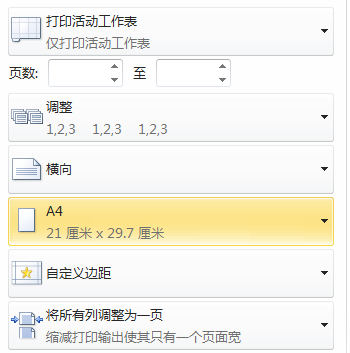 打印活动工作表
仅打印活动工作表
页数: 至
调整
1,2,3 1,2,3 1,2,3
横向
A4
21 厘米 x 29.7 厘米
自定义边距
将所有列调整为一页
缩减打印输出使其只有一个页面宽